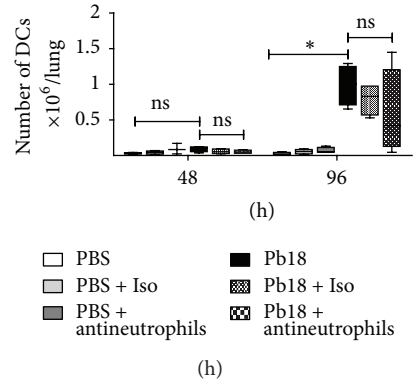 Number of DCs
×10⁶/lung
2
1.5
1
0.5
ns
ns
*
ns
48
96
(h)
PBS
PBS + Iso
PBS +
antineutrophils
Pb18
Pb18 + Iso
Pb18 +
antineutrophils
(h)